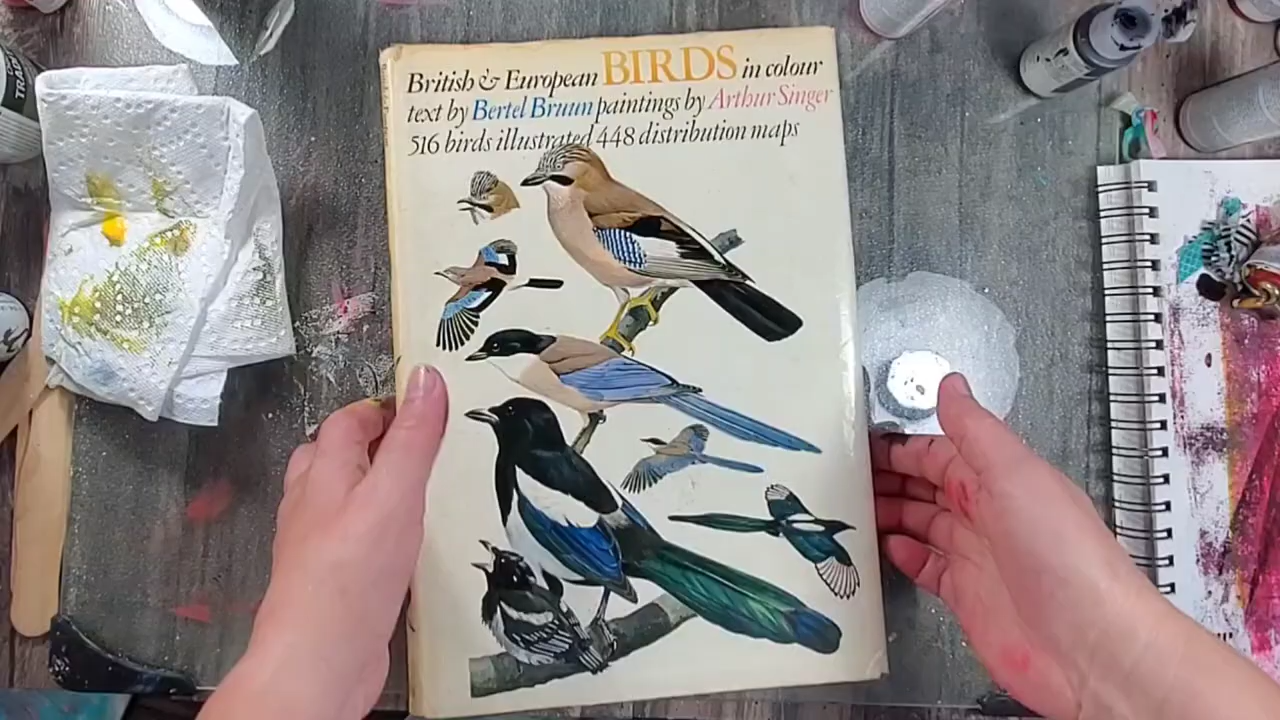 British & European BIRDS in colour
text by Bertel Bruun paintings by Arthur Singer
516 birds illustrated 448 distribution maps